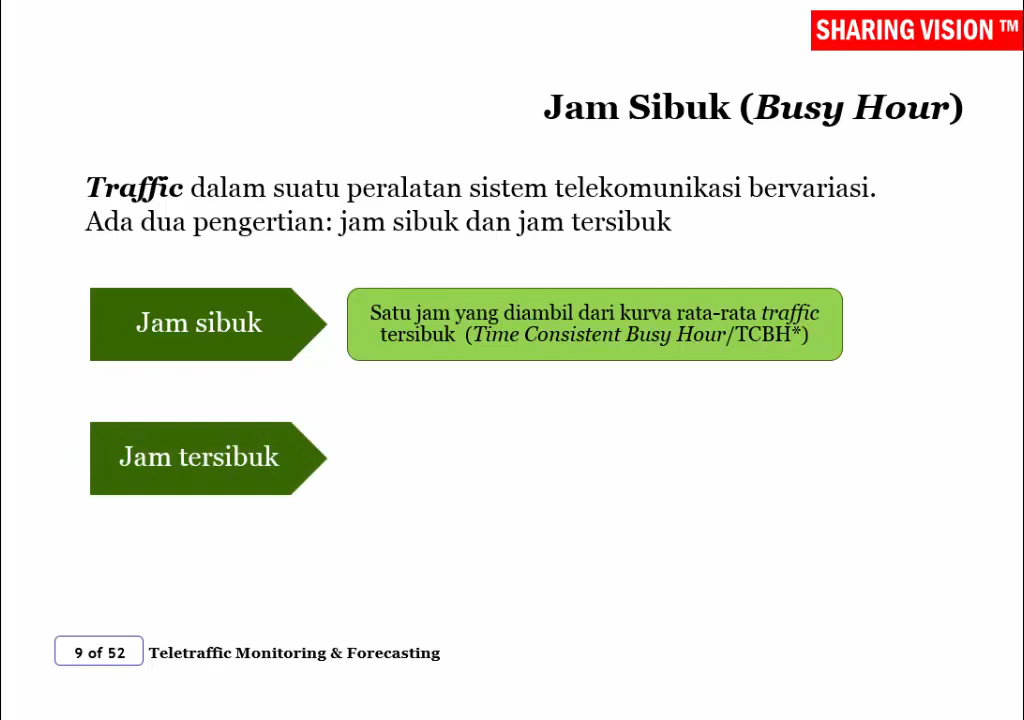 SHARING VISION ™
Jam Sibuk (Busy Hour)
Traffic dalam suatu peralatan sistem telekomunikasi bervariasi.
Ada dua pengertian: jam sibuk dan jam tersibuk
Jam sibuk
Satu jam yang diambil dari kurva rata-rata traffic
tersibuk (Time Consistent Busy Hour/TCBH*)
Jam tersibuk
9 of 52
Teletraffic Monitoring & Forecasting